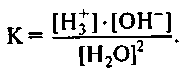 K = [H₃⁺]·[OH⁻] / [H₂O]² .